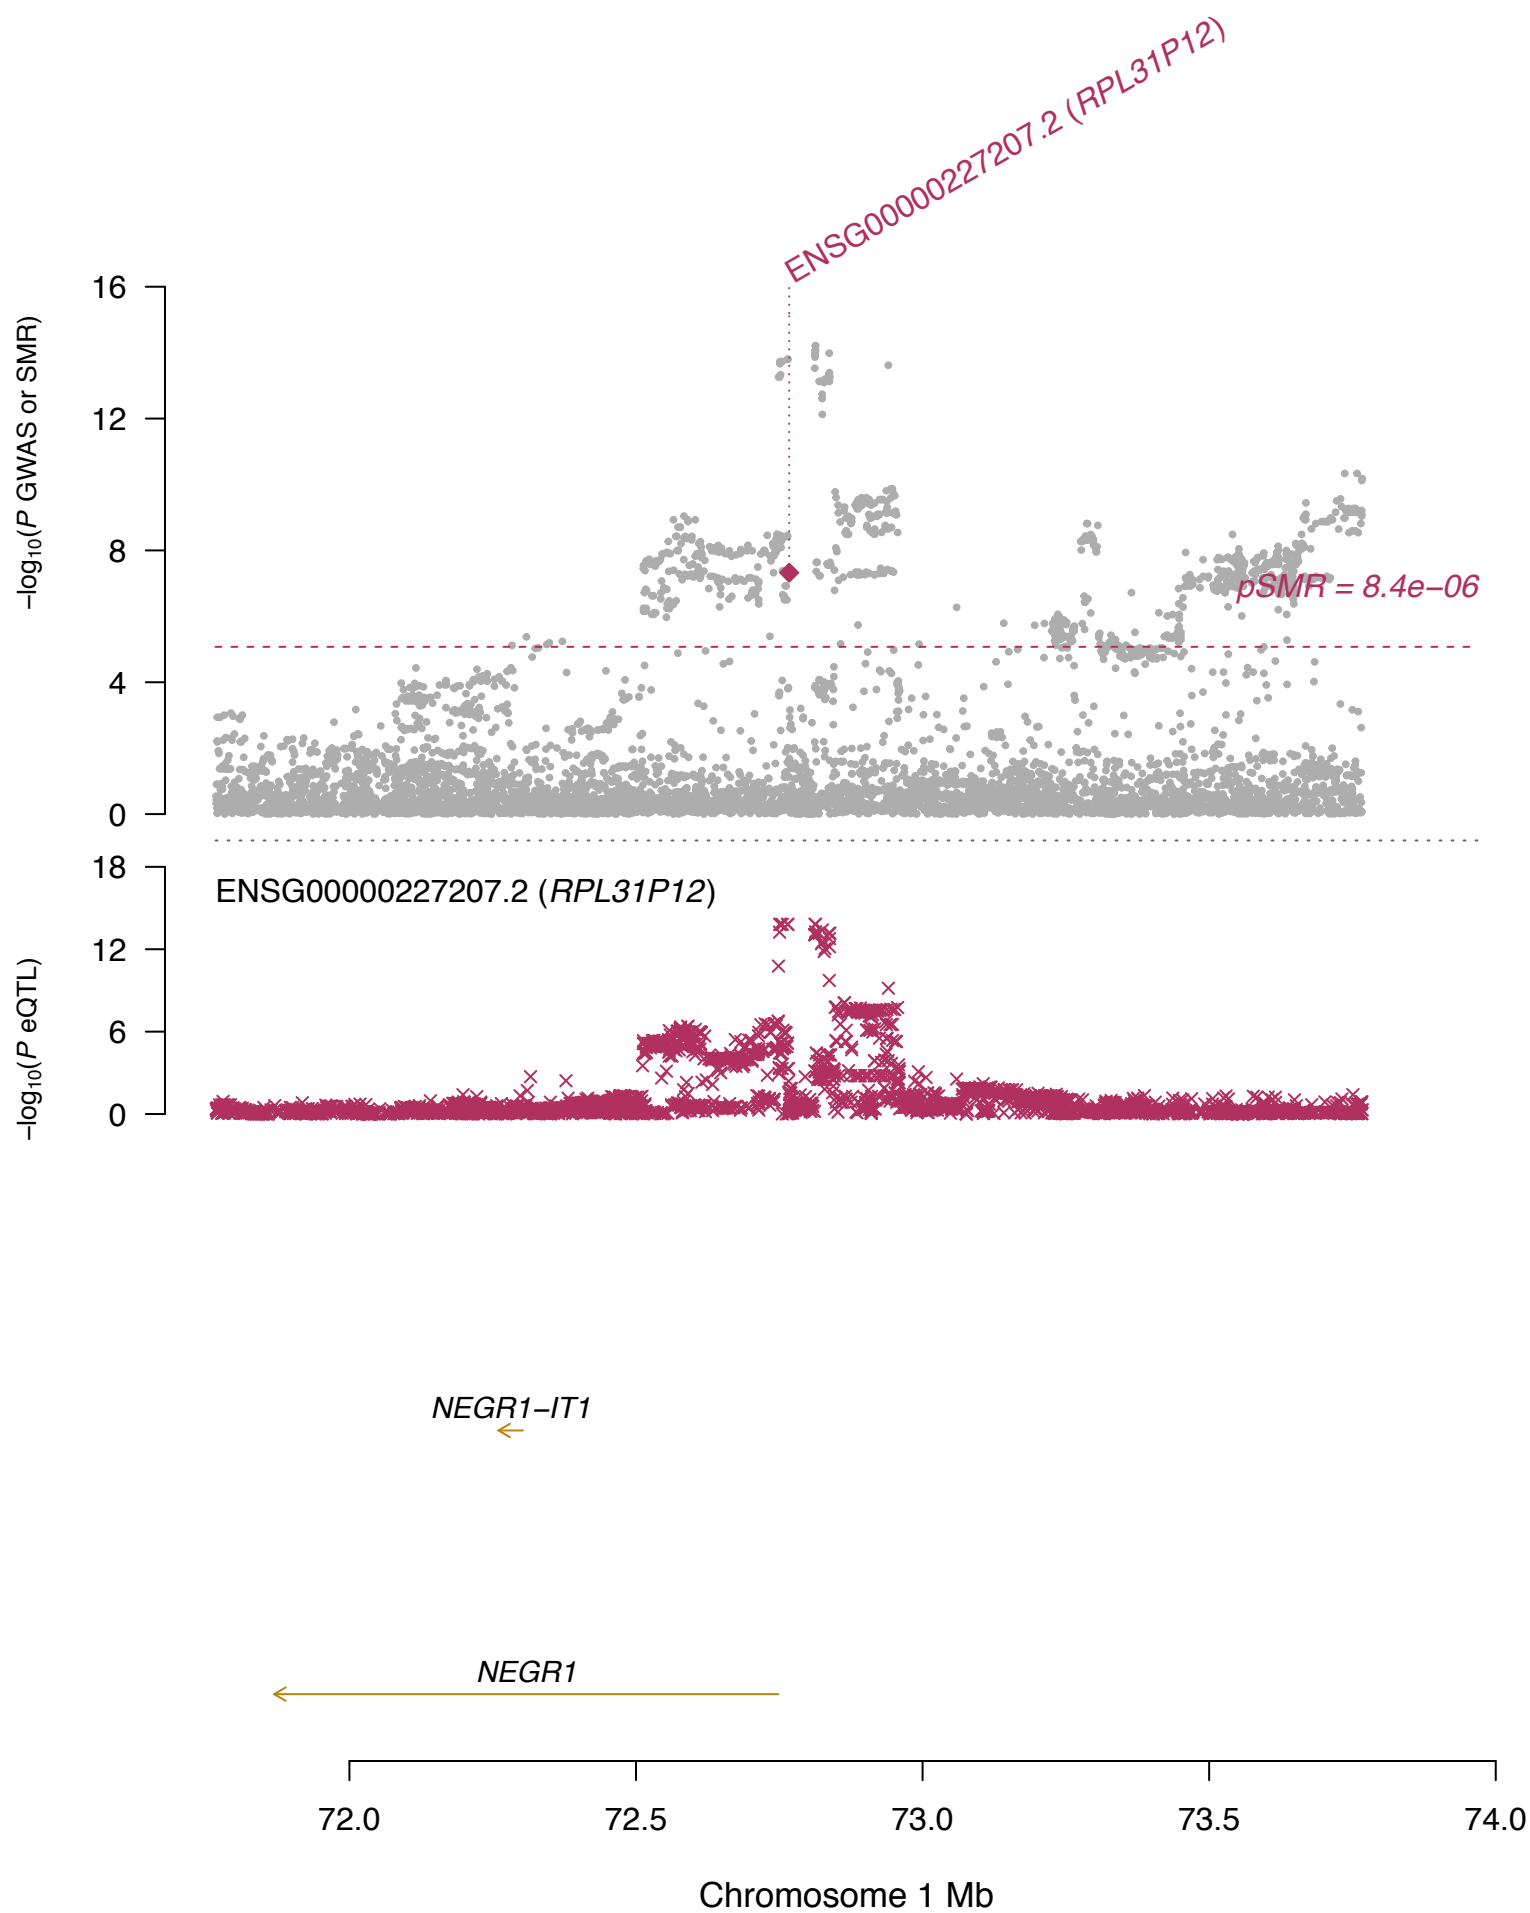 ENSG00000227207.2 (RPL31P12)
16
12
8
4
0
−log10(P GWAS or SMR)
pSMR = 8.4e−06
18
12
6
0
−log10(P eQTL)
ENSG00000227207.2 (RPL31P12)
NEGR1−IT1
NEGR1
72.0 72.5 73.0 73.5 74.0
Chromosome 1 Mb